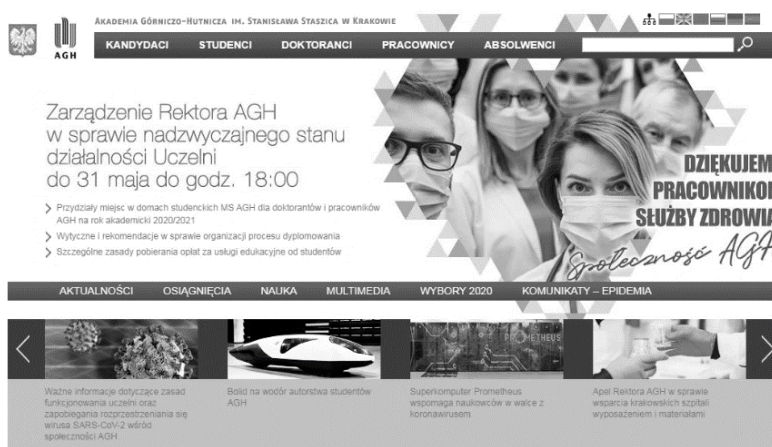 AKADEMIA GÓRNICZO-HUTNICZA IM. STANISŁAWA STASZICA W KRAKOWIE
AGH
KANDYDACI STUDENCI DOKTORANCI PRACOWNICY ABSOLWENCI
Zarządzenie Rektora AGH
w sprawie nadzwyczajnego stanu
działalności Uczelni
do 31 maja do godz. 18:00
Przydziały miejsc w domach studenckich MS AGH dla doktorantów i pracowników
AGH na rok akademicki 2020/2021
Wytyczne i rekomendacje w sprawie organizacji procesu dyplomowania
Szczególne zasady pobierania opłat za usługi edukacyjne od studentów
DZIĘKUJEM
PRACOWNIKO
SŁUŻBY ZDROWIA
Społeczność AGH
AKTUALNOŚCI OSIĄGNIĘCIA NAUKA MULTIMEDIA WYBORY 2020 KOMUNIKATY – EPIDEMIA
PROMETHEUS
Ważne informacje dotyczące zasad
funkcjonowania uczelni oraz
zapobiegania rozprzestrzeniania się
wirusa SARS-CoV-2 wśród
społeczności AGH
Bolid na wodór autorstwa studentów
AGH
Superkomputer Prometheus
wspomaga naukowców w walce z
koronawirusem
Apel Rektora AGH w sprawie
wsparcia krakowskich szpitali
wyposażeniem i materiałami